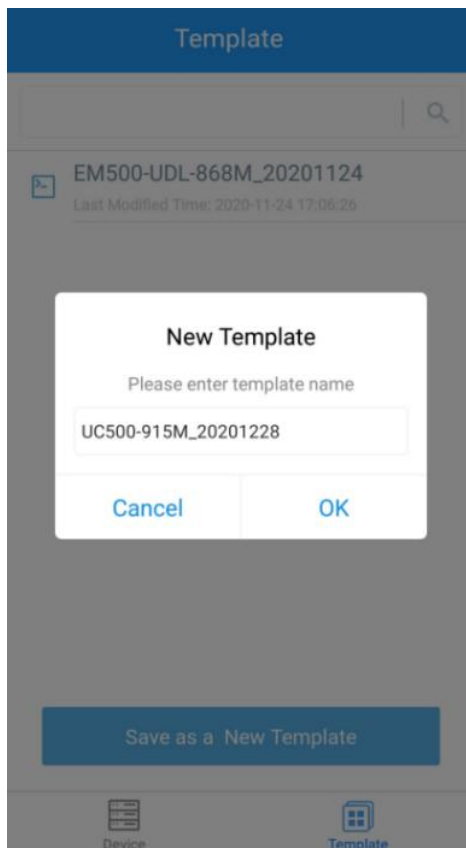 Template
EM500-UDL-868M_20201124
Last Modified Time: 2020-11-24 17:06:26
New Template
Please enter template name
UC500-915M_20201228
Cancel
OK
Save as a New Template
Device
Template